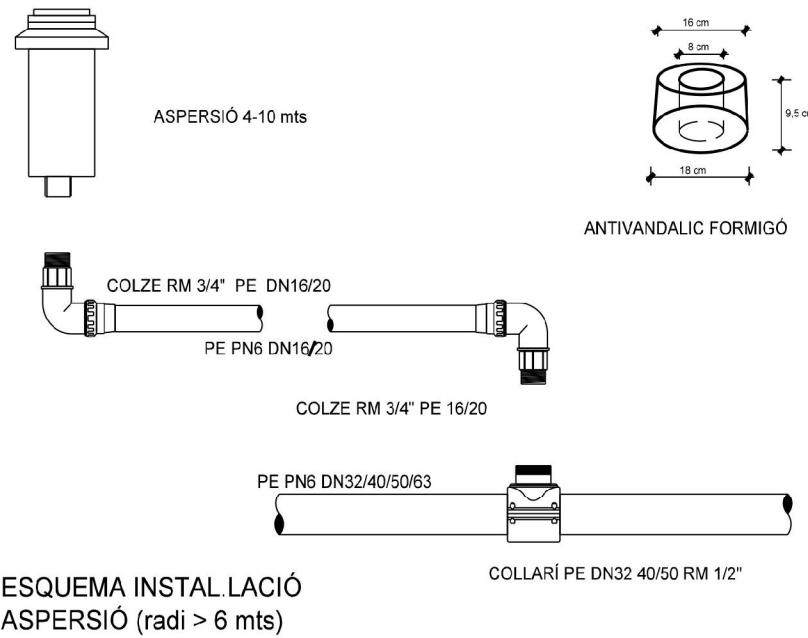 16 cm
8 cm
ASPERSIÓ 4-10 mts
9,5 c
18 cm
ANTIVANDALIC FORMIGÓ
COLZE RM 3/4" PE DN16/20
PE PN6 DN16/20
COLZE RM 3/4" PE 16/20
PE PN6 DN32/40/50/63
COLLARÍ PE DN32 40/50 RM 1/2"
ESQUEMA INSTAL.LACIÓ
ASPERSIÓ (radi > 6 mts)